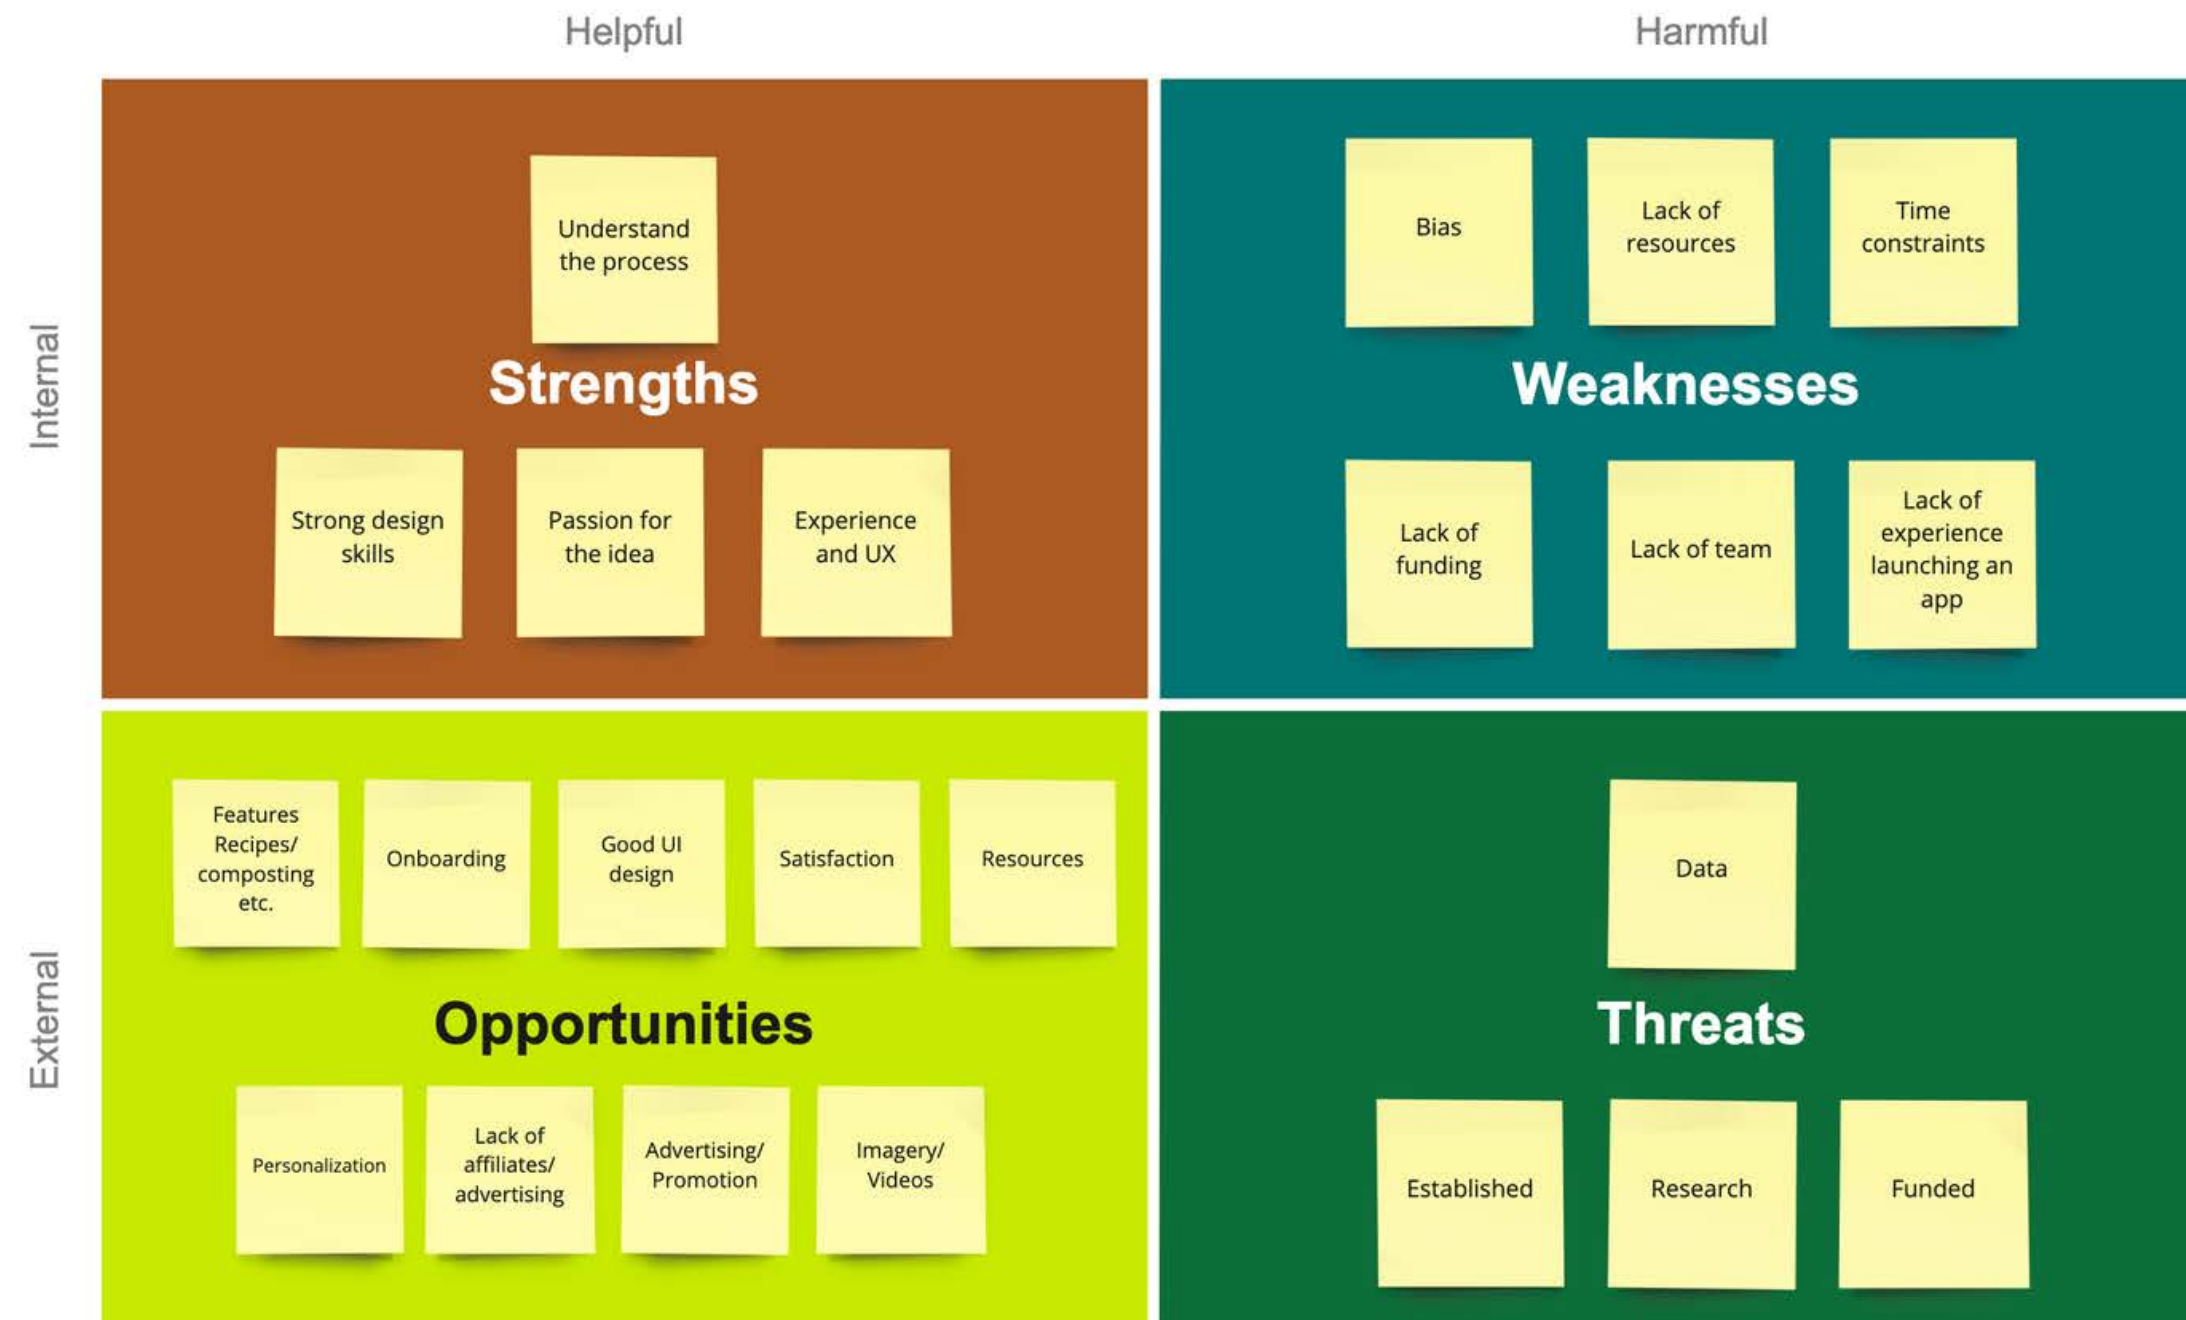 Helpful
Harmful
Internal
Understand
the process
Strengths
Strong design
skills
Passion for
the idea
Experience
and UX
Bias
Lack of
resources
Time
constraints
Weaknesses
Lack of
funding
Lack of team
Lack of
experience
launching an
app
External
Features
Recipes/
composting
etc.
Onboarding
Good UI
design
Satisfaction
Resources
Opportunities
Personalization
Lack of
affiliates/
advertising
Advertising/
Promotion
Imagery/
Videos
Data
Threats
Established
Research
Funded